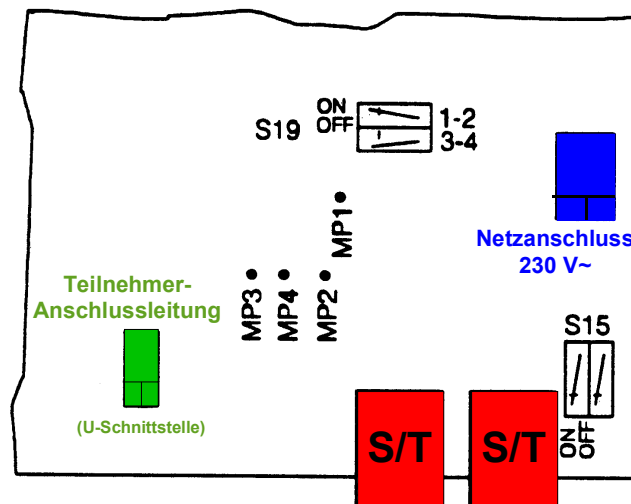 ON
OFF
S19
1-2
3-4
MP1
Netzanschluss
230 V~
Teilnehmer-
Anschlussleitung
MP3
MP4
MP2
S15
(U-Schnittstelle)
S/T
S/T
ON
OFF